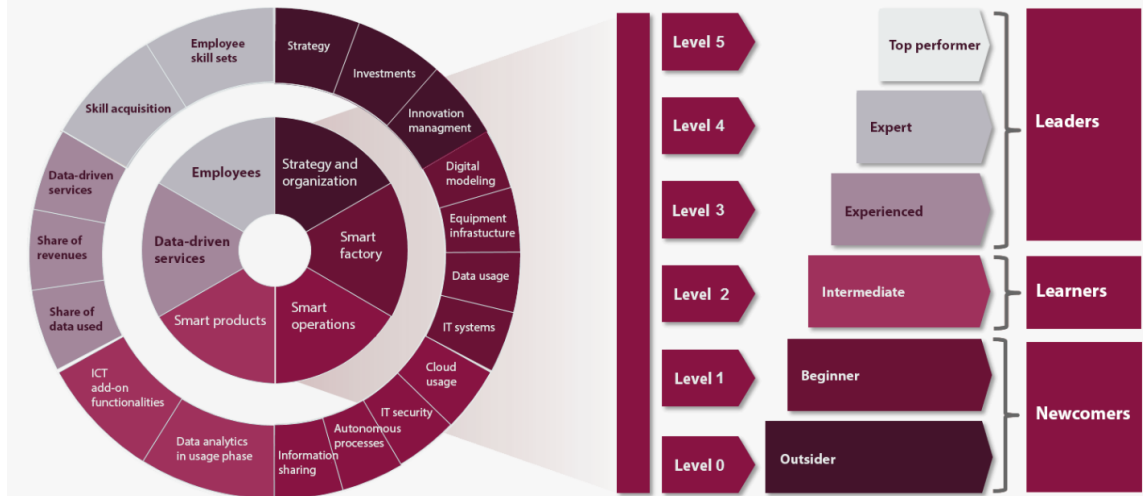 Employee
skill sets
Strategy
Investments
Innovation
managment
Digital
modeling
Equipment
infrastucture
Data usage
IT systems
Cloud
usage
IT security
Autonomous
processes
Information
sharing
Data analytics
in usage phase
ICT
add-on
functionalities
Share of
data used
Share of
revenues
Data-driven
services
Skill acquisition
Employees
Strategy and
organization
Smart
factory
Smart
operations
Smart products
Data-driven
services
Level 5
Top performer
Level 4
Expert
Leaders
Level 3
Experienced
Level 2
Intermediate
Learners
Level 1
Beginner
Newcomers
Level 0
Outsider